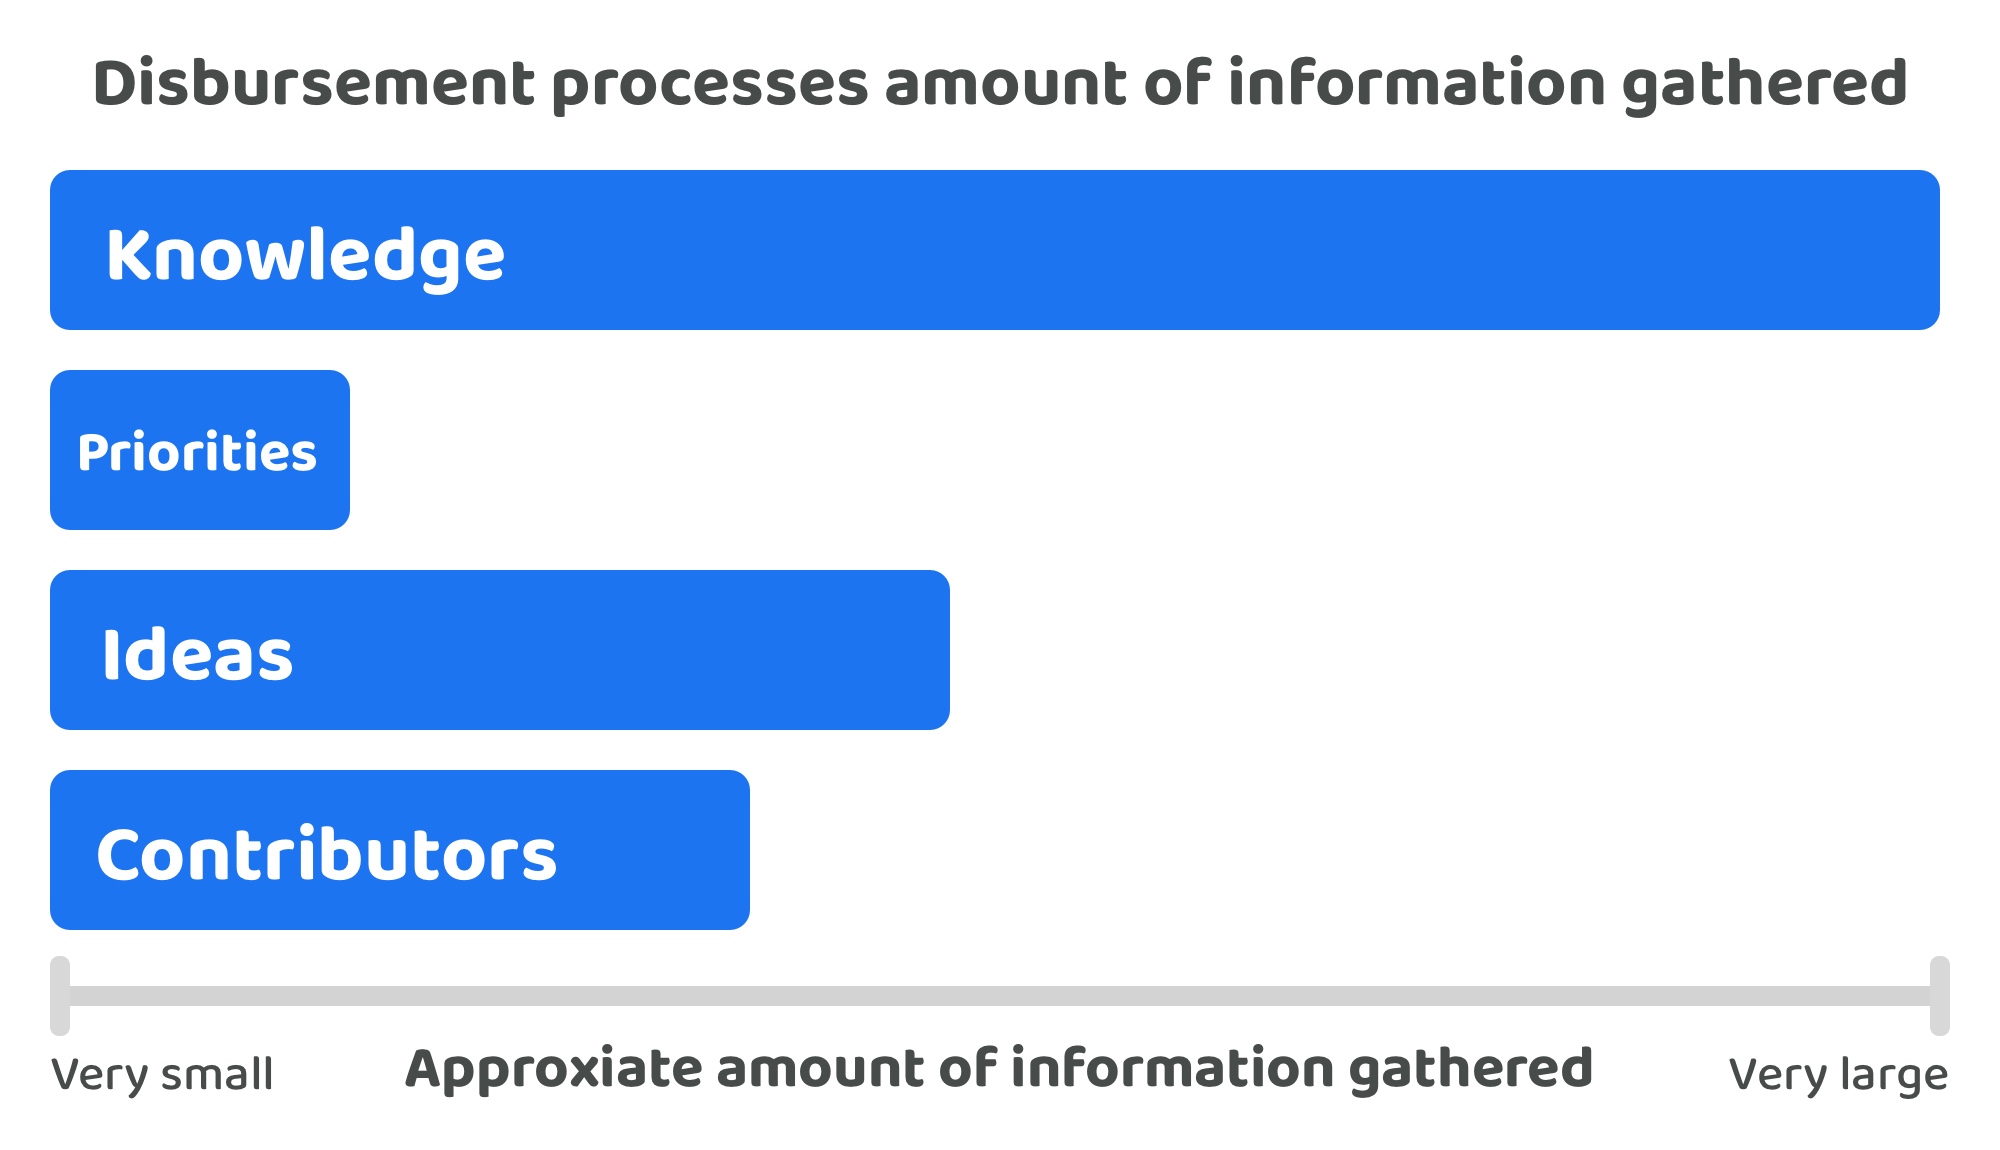 Disbursement processes amount of information gathered
Knowledge
Priorities
Ideas
Contributors
Very small
Approxiate amount of information gathered
Very large